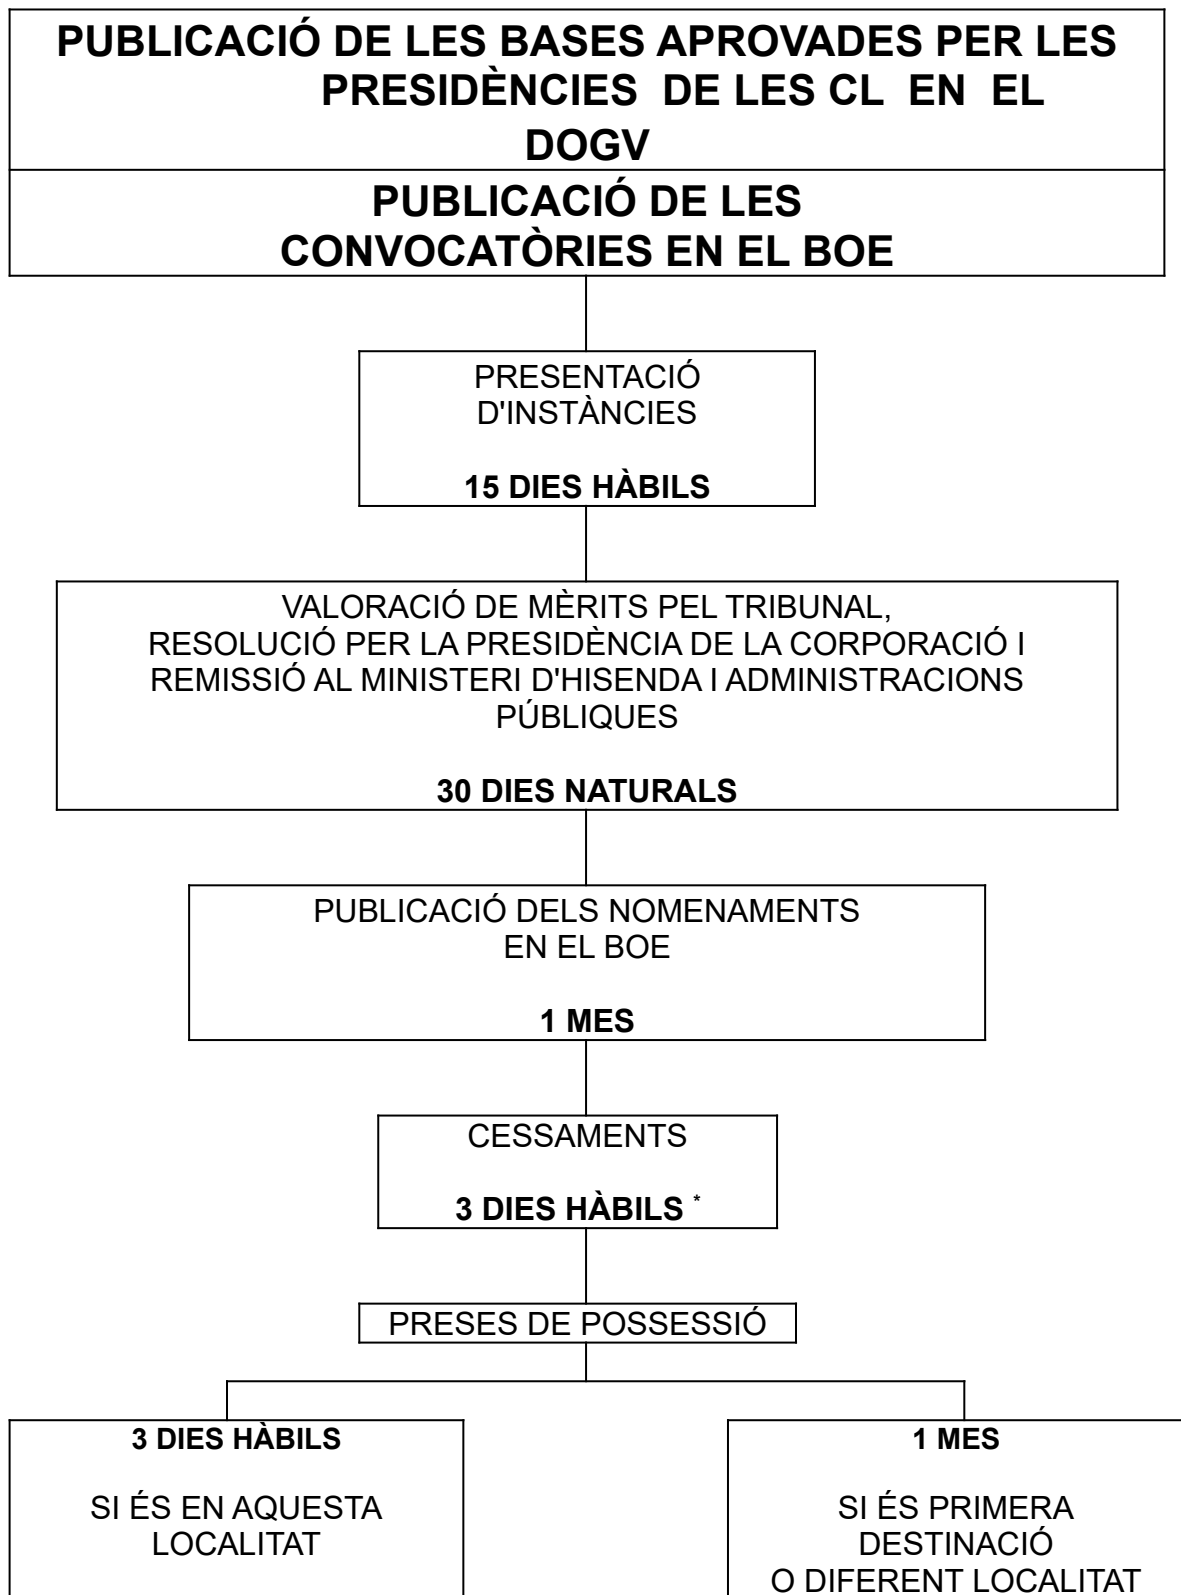 PUBLICACIÓ DE LES BASES APROVADES PER LES
PRESIDÈNCIES DE LES CL EN EL
DOGV
PUBLICACIÓ DE LES
CONVOCATÒRIES EN EL BOE
PRESENTACIÓ
D'INSTÀNCIES
15 DIES HÀBILS
VALORACIÓ DE MÈRITS PEL TRIBUNAL,
RESOLUCIÓ PER LA PRESIDÈNCIA DE LA CORPORACIÓ I
REMISSIÓ AL MINISTERI D'HISENDA I ADMINISTRACIONS
PÚBLIQUES
30 DIES NATURALS
PUBLICACIÓ DELS NOMENAMENTS
EN EL BOE
1 MES
CESSAMENTS
3 DIES HÀBILS *
PRESES DE POSSESSIÓ
3 DIES HÀBILS
SI ÉS EN AQUESTA
LOCALITAT
1 MES
SI ÉS PRIMERA
DESTINACIÓ
O DIFERENT LOCALITAT